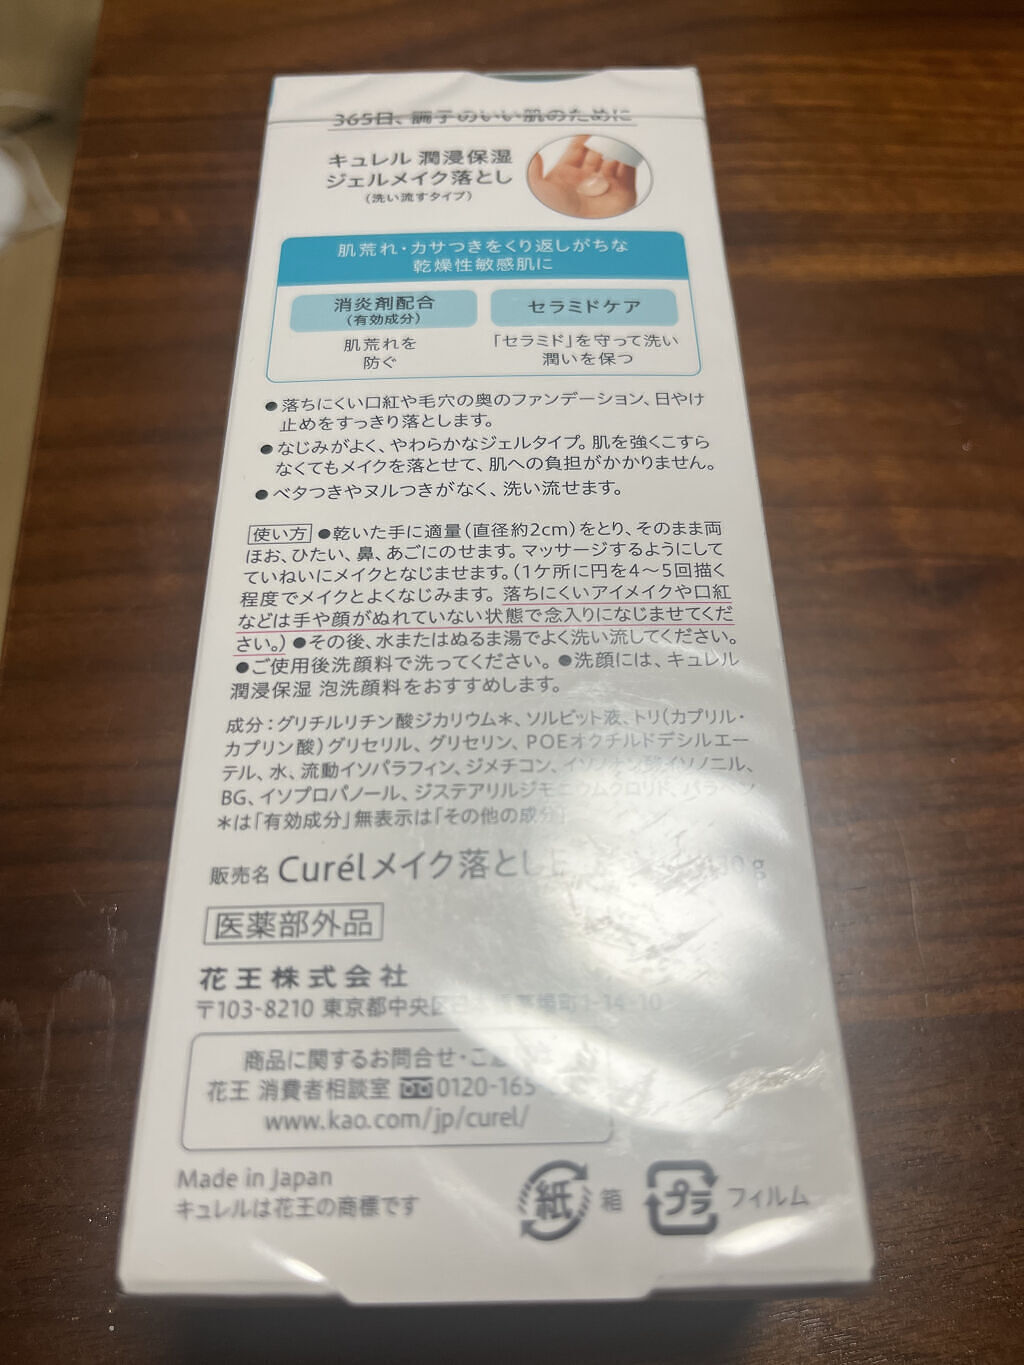 365日、調子のいい肌のために
キュレル 潤浸保湿
ジェルメイク落とし
(洗い流すタイプ)
肌荒れ・カサつきをくり返しがちな
乾燥性敏感肌に
消炎剤配合
(有効成分)
肌荒れを
防ぐ
セラミドケア
「セラミド」を守って洗い
潤いを保つ
●落ちにくい口紅や毛穴の奥のファンデーション、日やけ
止めをすっきり落とします。
●なじみがよく、やわらかなジェルタイプ。肌を強くこすら
なくてもメイクを落とせて、肌への負担がかかりません。
●ベタつきやヌルつきがなく、洗い流せます。
使い方 ●乾いた手に適量(直径約2cm)をとり、そのまま両
ほお、ひたい、鼻、あごにのせます。マッサージするようにして
ていねいにメイクとなじませます。(1ケ所に円を4〜5回描く
程度でメイクとよくなじみます。落ちにくいアイメイクや口紅
などは手や顔がぬれていない状態で念入りになじませてくだ
さい。)●その後、水またはぬるま湯でよく洗い流してください。
●ご使用後洗顔料で洗ってください。●洗顔には、キュレル
潤浸保湿 泡洗顔料をおすすめします。
成分:グリチルリチン酸ジカリウム*、ソルビット液、トリ(カプリル・
カプリン酸)グリセリル、グリセリン、POEオクチルドデシルエー
テル、水、流動イソパラフィン、ジメチコン、イソノナン酸イソノニル、
BG、イソプロパノール、ジステアリルジモニウムクロリド、パラベン
*は「有効成分」無表示は「その他の成分」
販売名 Curélメイク落としE
医薬部外品
花王株式会社
〒103-8210 東京都中央区日本橋茅場町1-14-10
商品に関するお問合せ・ご
花王 消費者相談室 0120-165
www.kao.com/jp/curel/
Made in Japan
キュレルは花王の商標です
紙 箱
プラ フィルム